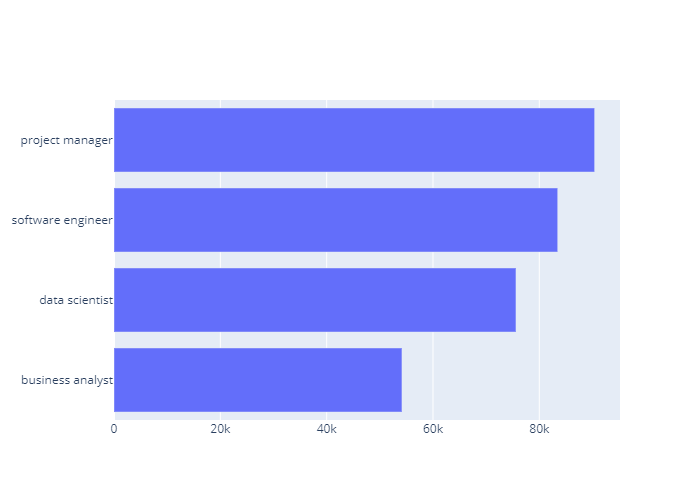 project manager
software engineer
data scientist
business analyst
0 20k 40k 60k 80k